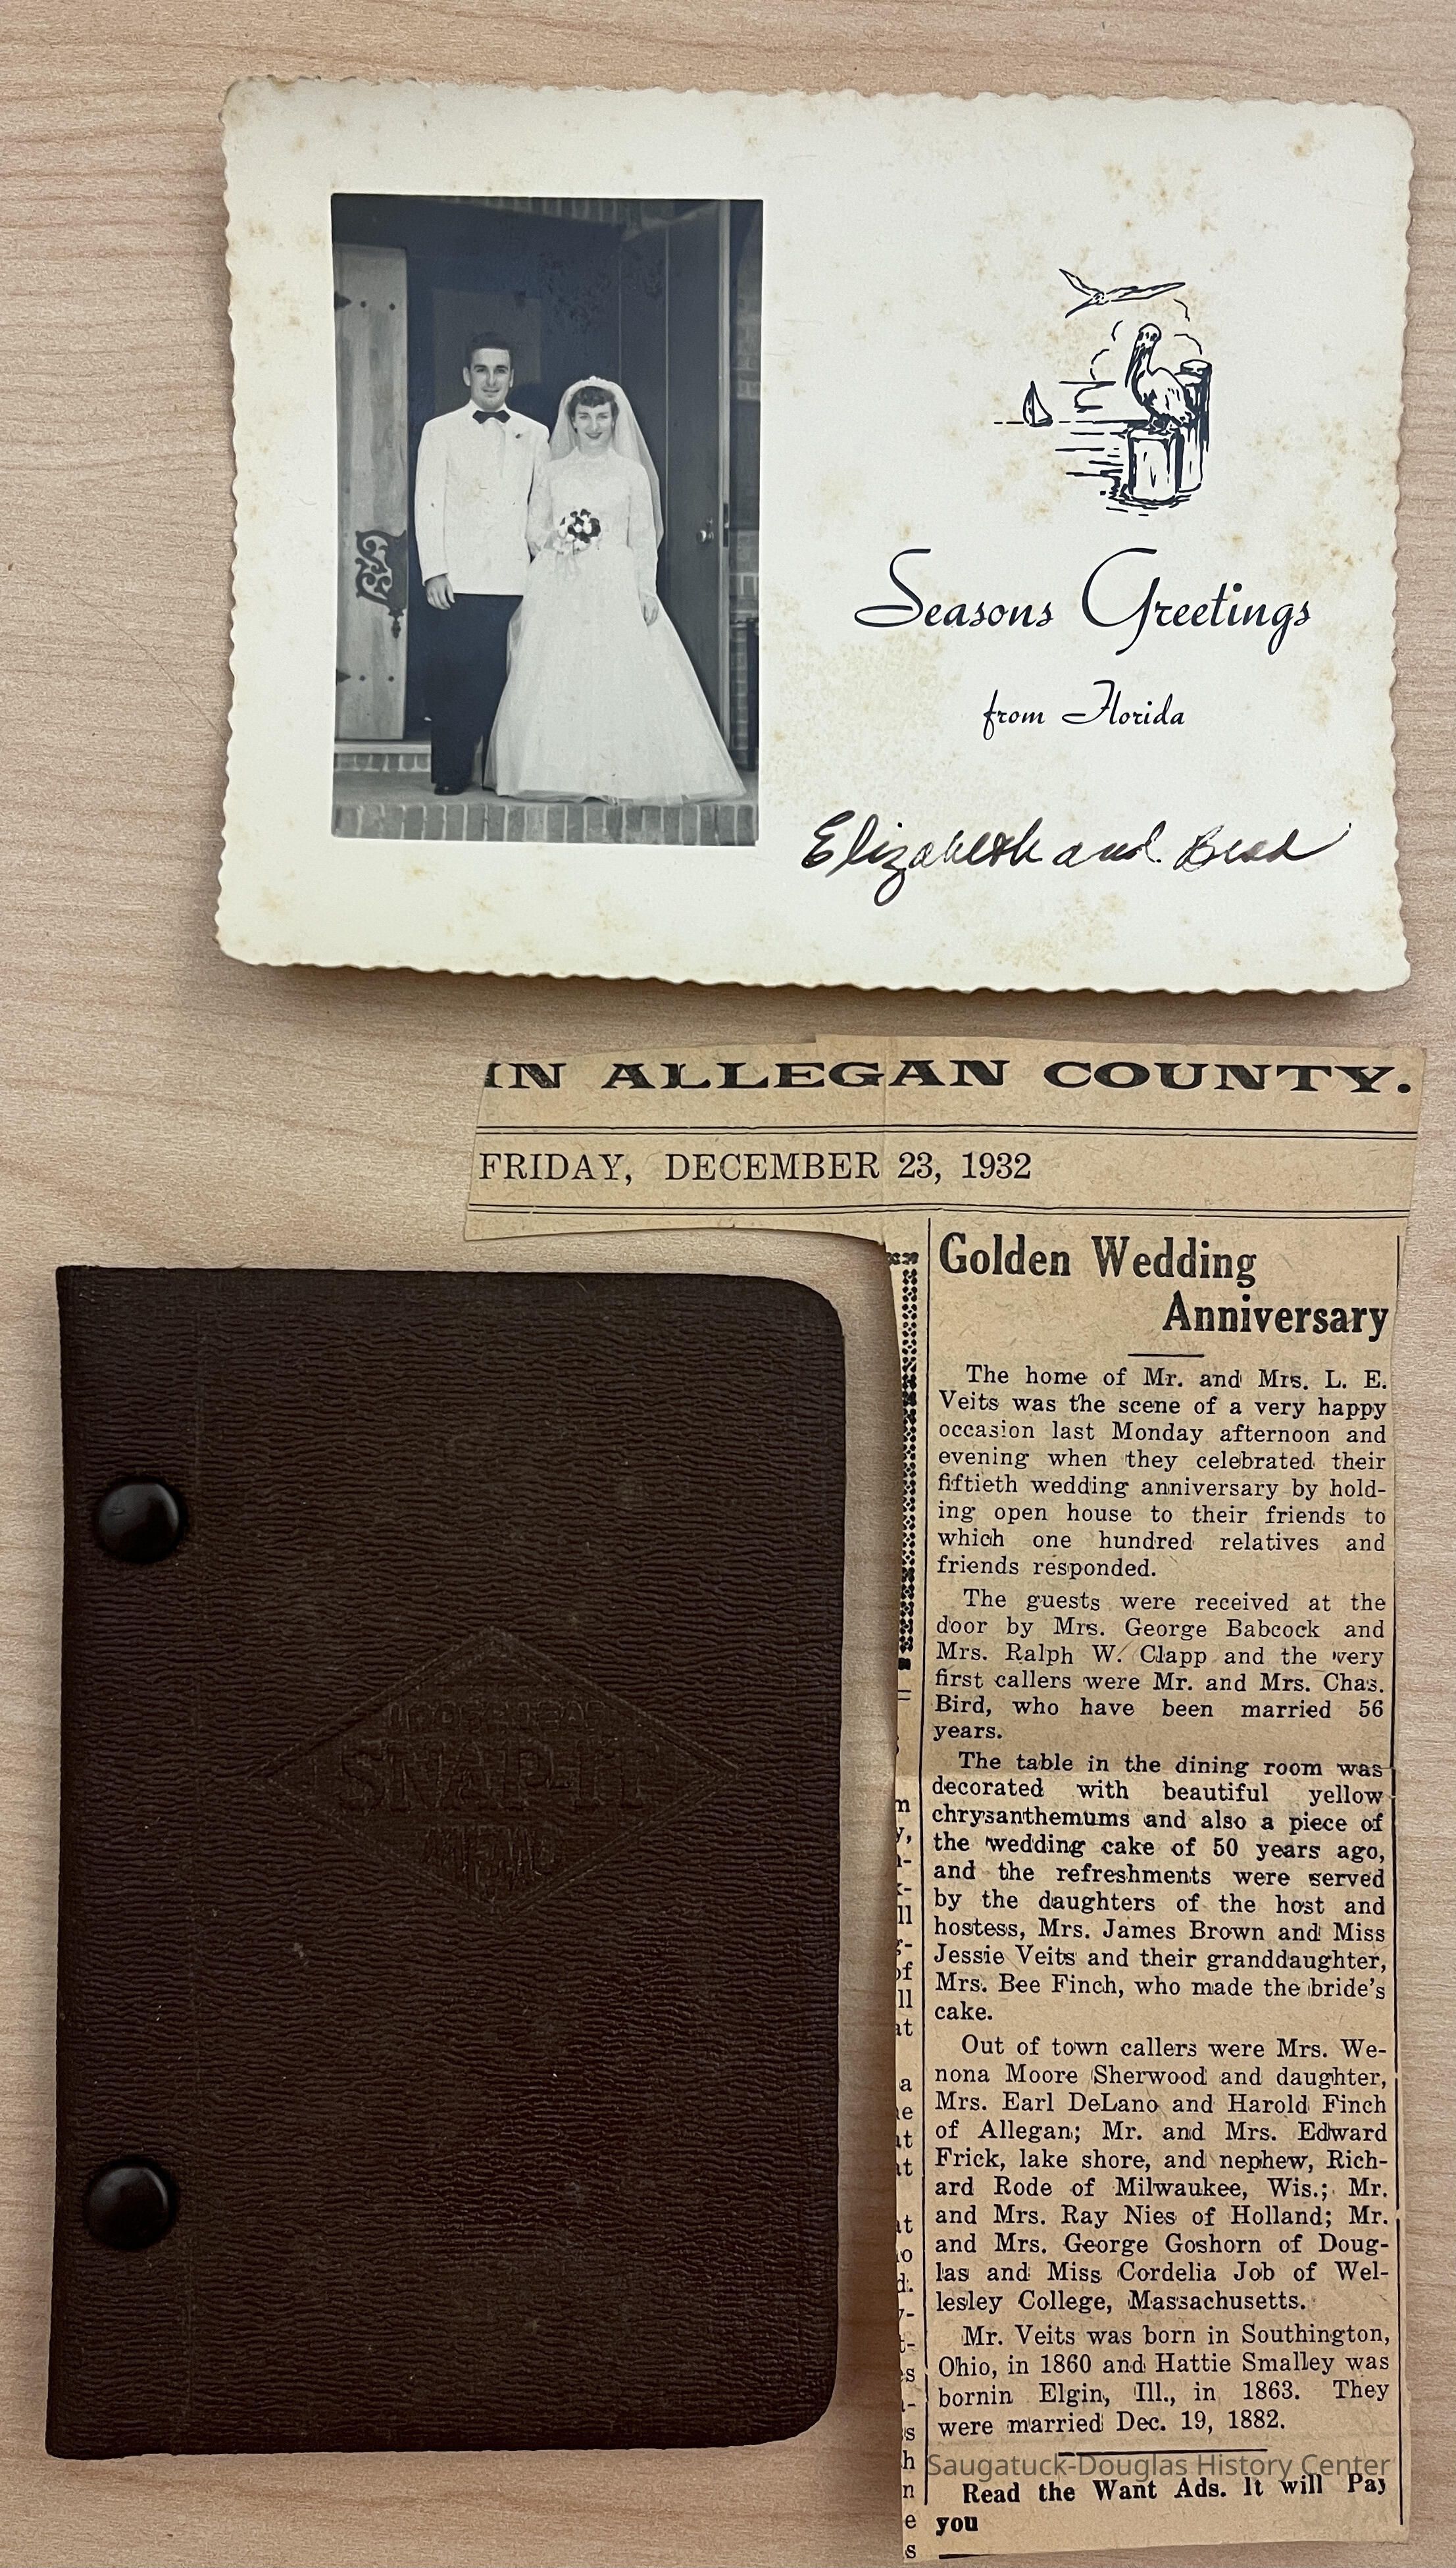 Seasons Greetings
from Florida
Elizabeth and
IN ALLEGAN COUNTY.
FRIDAY, DECEMBER 23, 1932
Golden Wedding
Anniversary
The home of Mr. and Mrs. L. E.
Veits was the scene of a very happy
occasion last Monday afternoon and
evening when they celebrated their
fiftieth wedding anniversary by hold-
ing open house to their friends to
which one hundred relatives and
friends responded.
The guests were received at the
door by Mrs. George Babcock and
Mrs. Ralph W. Clapp and the very
first callers were Mr. and Mrs. Chas.
Bird, who have been married 56
years.
The table in the dining room was
decorated with beautiful yellow
chrysanthemums and also a piece of
the wedding cake of 50 years ago,
and the refreshments were served
by the daughters of the host and
hostess, Mrs. James Brown and Miss
Jessie Veits and their granddaughter,
Mrs. Bee Finch, who made the bride's
cake.
Out of town callers were Mrs. We-
nona Moore Sherwood and daughter,
Mrs. Earl DeLano and Harold Finch
of Allegan; Mr. and Mrs. Edward
Frick, lake shore, and nephew, Rich-
ard Rode of Milwaukee, Wis.; Mr.
and Mrs. Ray Nies of Holland; Mr.
and Mrs. George Goshorn of Doug-
las and Miss Cordelia Job of Wel-
lesley College, Massachusetts.
Mr. Veits was born in Southington,
Ohio, in 1860 and Hattie Smalley was
bornin Elgin, Ill., in 1863. They
were married Dec. 19, 1882.
Saugatuck-Douglas History Center
Read the Want Ads. It will Pay
you